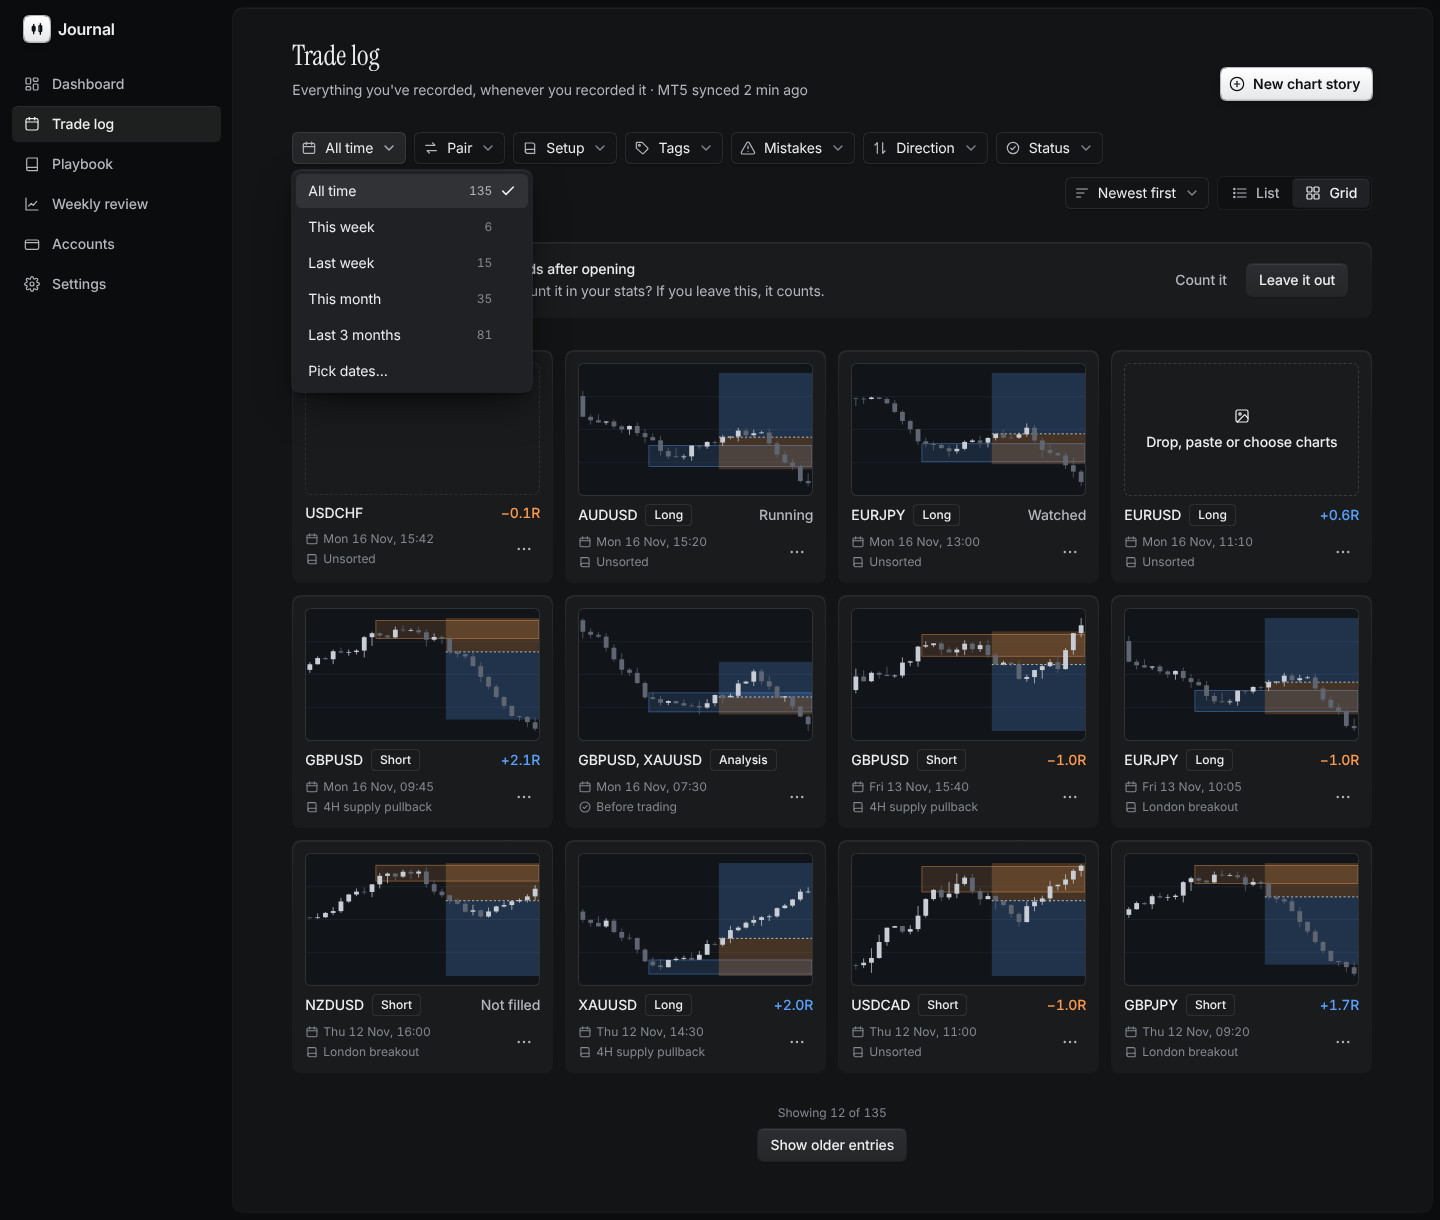 Journal
Dashboard
Trade log
Playbook
Weekly review
Accounts
Settings
Trade log
Everything you've recorded, whenever you recorded it · MT5 synced 2 min ago
New chart story
All time
Pair
Setup
Tags
Mistakes
Direction
Status
All time 135
This week 6
Last week 15
This month 35
Last 3 months 81
Pick dates...
Newest first
List
Grid
after opening
it in your stats? If you leave this, it counts.
Count it
Leave it out
Drop, paste or choose charts
USDCHF −0.1R
Mon 16 Nov, 15:42
Unsorted
AUDUSD Long Running
Mon 16 Nov, 15:20
Unsorted
EURJPY Long Watched
Mon 16 Nov, 13:00
Unsorted
EURUSD Long +0.6R
Mon 16 Nov, 11:10
Unsorted
GBPUSD Short +2.1R
Mon 16 Nov, 09:45
4H supply pullback
GBPUSD, XAUUSD Analysis
Mon 16 Nov, 07:30
Before trading
GBPUSD Short −1.0R
Fri 13 Nov, 15:40
4H supply pullback
EURJPY Long −1.0R
Fri 13 Nov, 10:05
London breakout
NZDUSD Short Not filled
Thu 12 Nov, 16:00
London breakout
XAUUSD Long +2.0R
Thu 12 Nov, 14:30
4H supply pullback
USDCAD Short −1.0R
Thu 12 Nov, 11:00
Unsorted
GBPJPY Short +1.7R
Thu 12 Nov, 09:20
London breakout
Showing 12 of 135
Show older entries